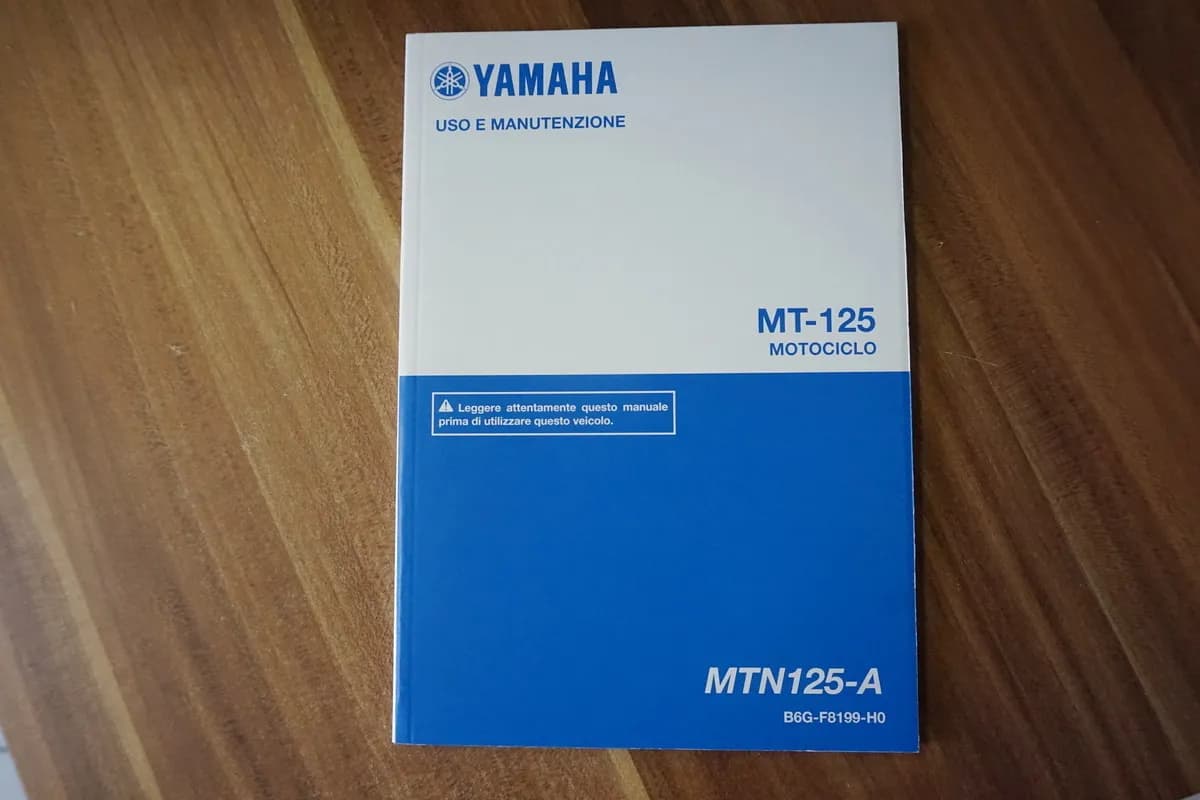 YAMAHA
USO E MANUTENZIONE
MT-125
MOTOCICLO
Leggere attentamente questo manuale
prima di utilizzare questo veicolo.
MTN125-A
B6G-F8199-H0